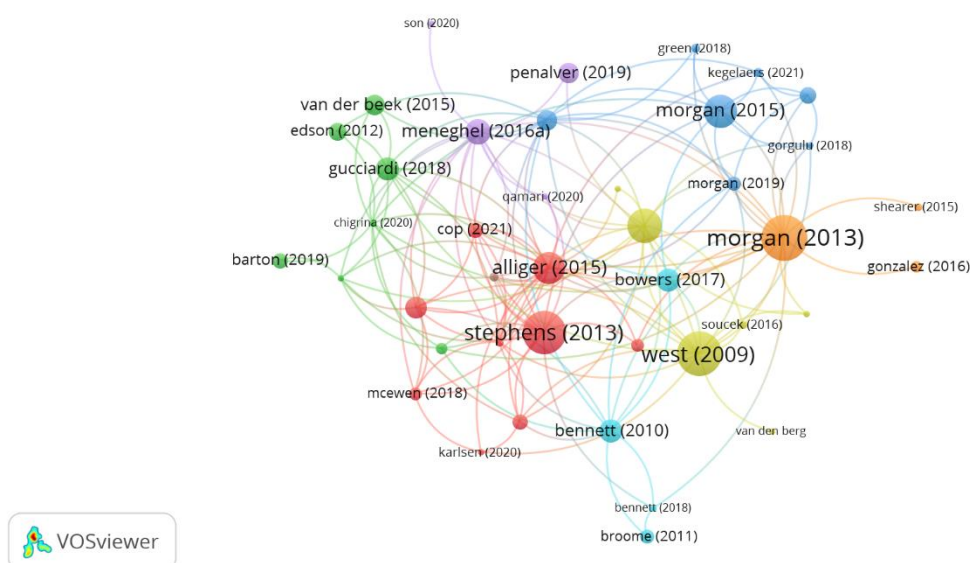 son (2020)
green (2018)
penalver (2019)
kegelaers (2021)
van der beek (2015)
morgan (2015)
edson (2012)
meneghel (2016a)
gorgulu (2018)
gucciardi (2018)
morgan (2019)
qamari (2020)
shearer (2015)
chigrina (2020)
cop (2021)
morgan (2013)
barton (2019)
alliger (2015)
gonzalez (2016)
bowers (2017)
soucek (2016)
stephens (2013)
west (2009)
mcewen (2018)
bennett (2010)
van den berg
karlsen (2020)
bennett (2018)
broome (2011)
VOSviewer